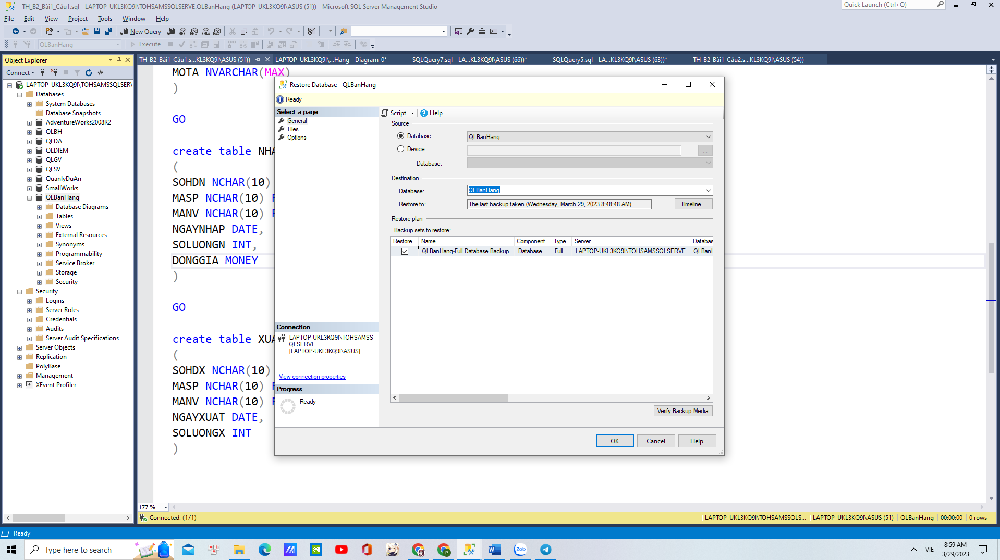 TH_B2_Bài1_Câu1.sql - LAPTOP-UKL3KQ9I\TOHSAMSSQLSERVE.QLBanHang (LAPTOP-UKL3KQ9I\ASUS (51)) - Microsoft SQL Server Management Studio
Quick Launch (Ctrl+Q)
File Edit View Project Tools Window Help
New Query
QLBanHang Execute
Object Explorer
TH_B2_Bài1_Câu1.s...KL3KQ9I\ASUS (51))
LAPTOP-UKL3KQ9I\...Hang - Diagram_0*
SQLQuery7.sql - LA...KL3KQ9I\ASUS (66))*
SQLQuery5.sql - LA...KL3KQ9I\ASUS (63))*
TH_B2_Bài1_Câu2.s...KL3KQ9I\ASUS (54))
Connect
LAPTOP-UKL3KQ9I\TOHSAMSSQLSERV
Databases
System Databases
Database Snapshots
AdventureWorks2008R2
QLBH
QLDA
QLDIEM
QLGV
QLSV
QuanlyDuAn
SmallWorks
QLBanHang
Database Diagrams
Tables
Views
External Resources
Synonyms
Programmability
Service Broker
Storage
Security
Security
Logins
Server Roles
Credentials
Audits
Server Audit Specifications
Server Objects
Replication
PolyBase
Management
XEvent Profiler
MOTA NVARCHAR(MAX)
)
GO
create table NHA
(
SOHDN NCHAR(10)
MASP NCHAR(10) F
MANV NCHAR(10) F
NGAYNHAP DATE,
SOLUONGN INT,
DONGGIA MONEY
)
GO
create table XUA
(
SOHDX NCHAR(10)
MASP NCHAR(10) F
MANV NCHAR(10) F
NGAYXUAT DATE,
SOLUONGX INT
)
Restore Database - QLBanHang
Ready
Select a page
General
Files
Options
Script Help
Source
Database: QLBanHang
Device: ...
Database:
Destination
Database: QLBanHang
Restore to: The last backup taken (Wednesday, March 29, 2023 8:48:48 AM) Timeline...
Restore plan
Backup sets to restore:
Restore Name Component Type Server Databas
QLBanHang-Full Database Backup Database Full LAPTOP-UKL3KQ9I\TOHSAMSSQLSERVE QLBanH
Connection
LAPTOP-UKL3KQ9I\TOHSAMS
SQLSERVE
[LAPTOP-UKL3KQ9I\ASUS]
View connection properties
Progress
Ready
Verify Backup Media
OK Cancel Help
177 %
Connected. (1/1) LAPTOP-UKL3KQ9I\TOHSAMSSQLS... LAPTOP-UKL3KQ9I\ASUS (51) QLBanHang 00:00:00 0 rows
Ready
Type here to search
Zalo
VIE
8:59 AM
3/29/2023